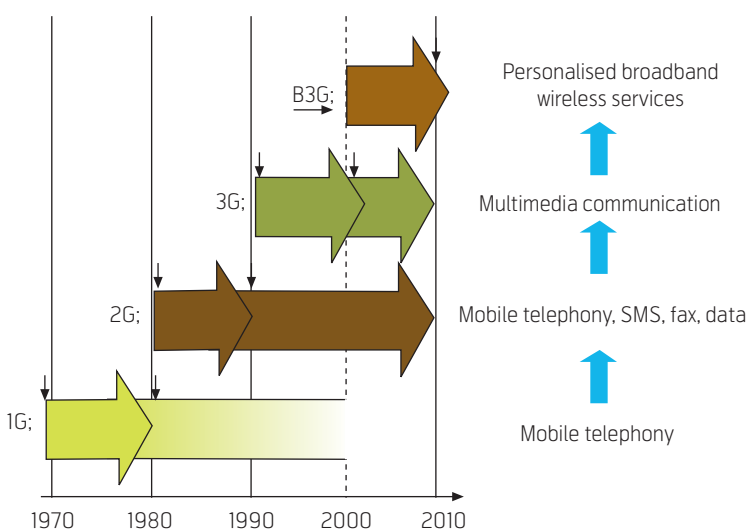 B3G;
Personalised broadband
wireless services
3G;
Multimedia communication
2G;
Mobile telephony, SMS, fax, data
1G;
Mobile telephony
1970 1980 1990 2000 2010